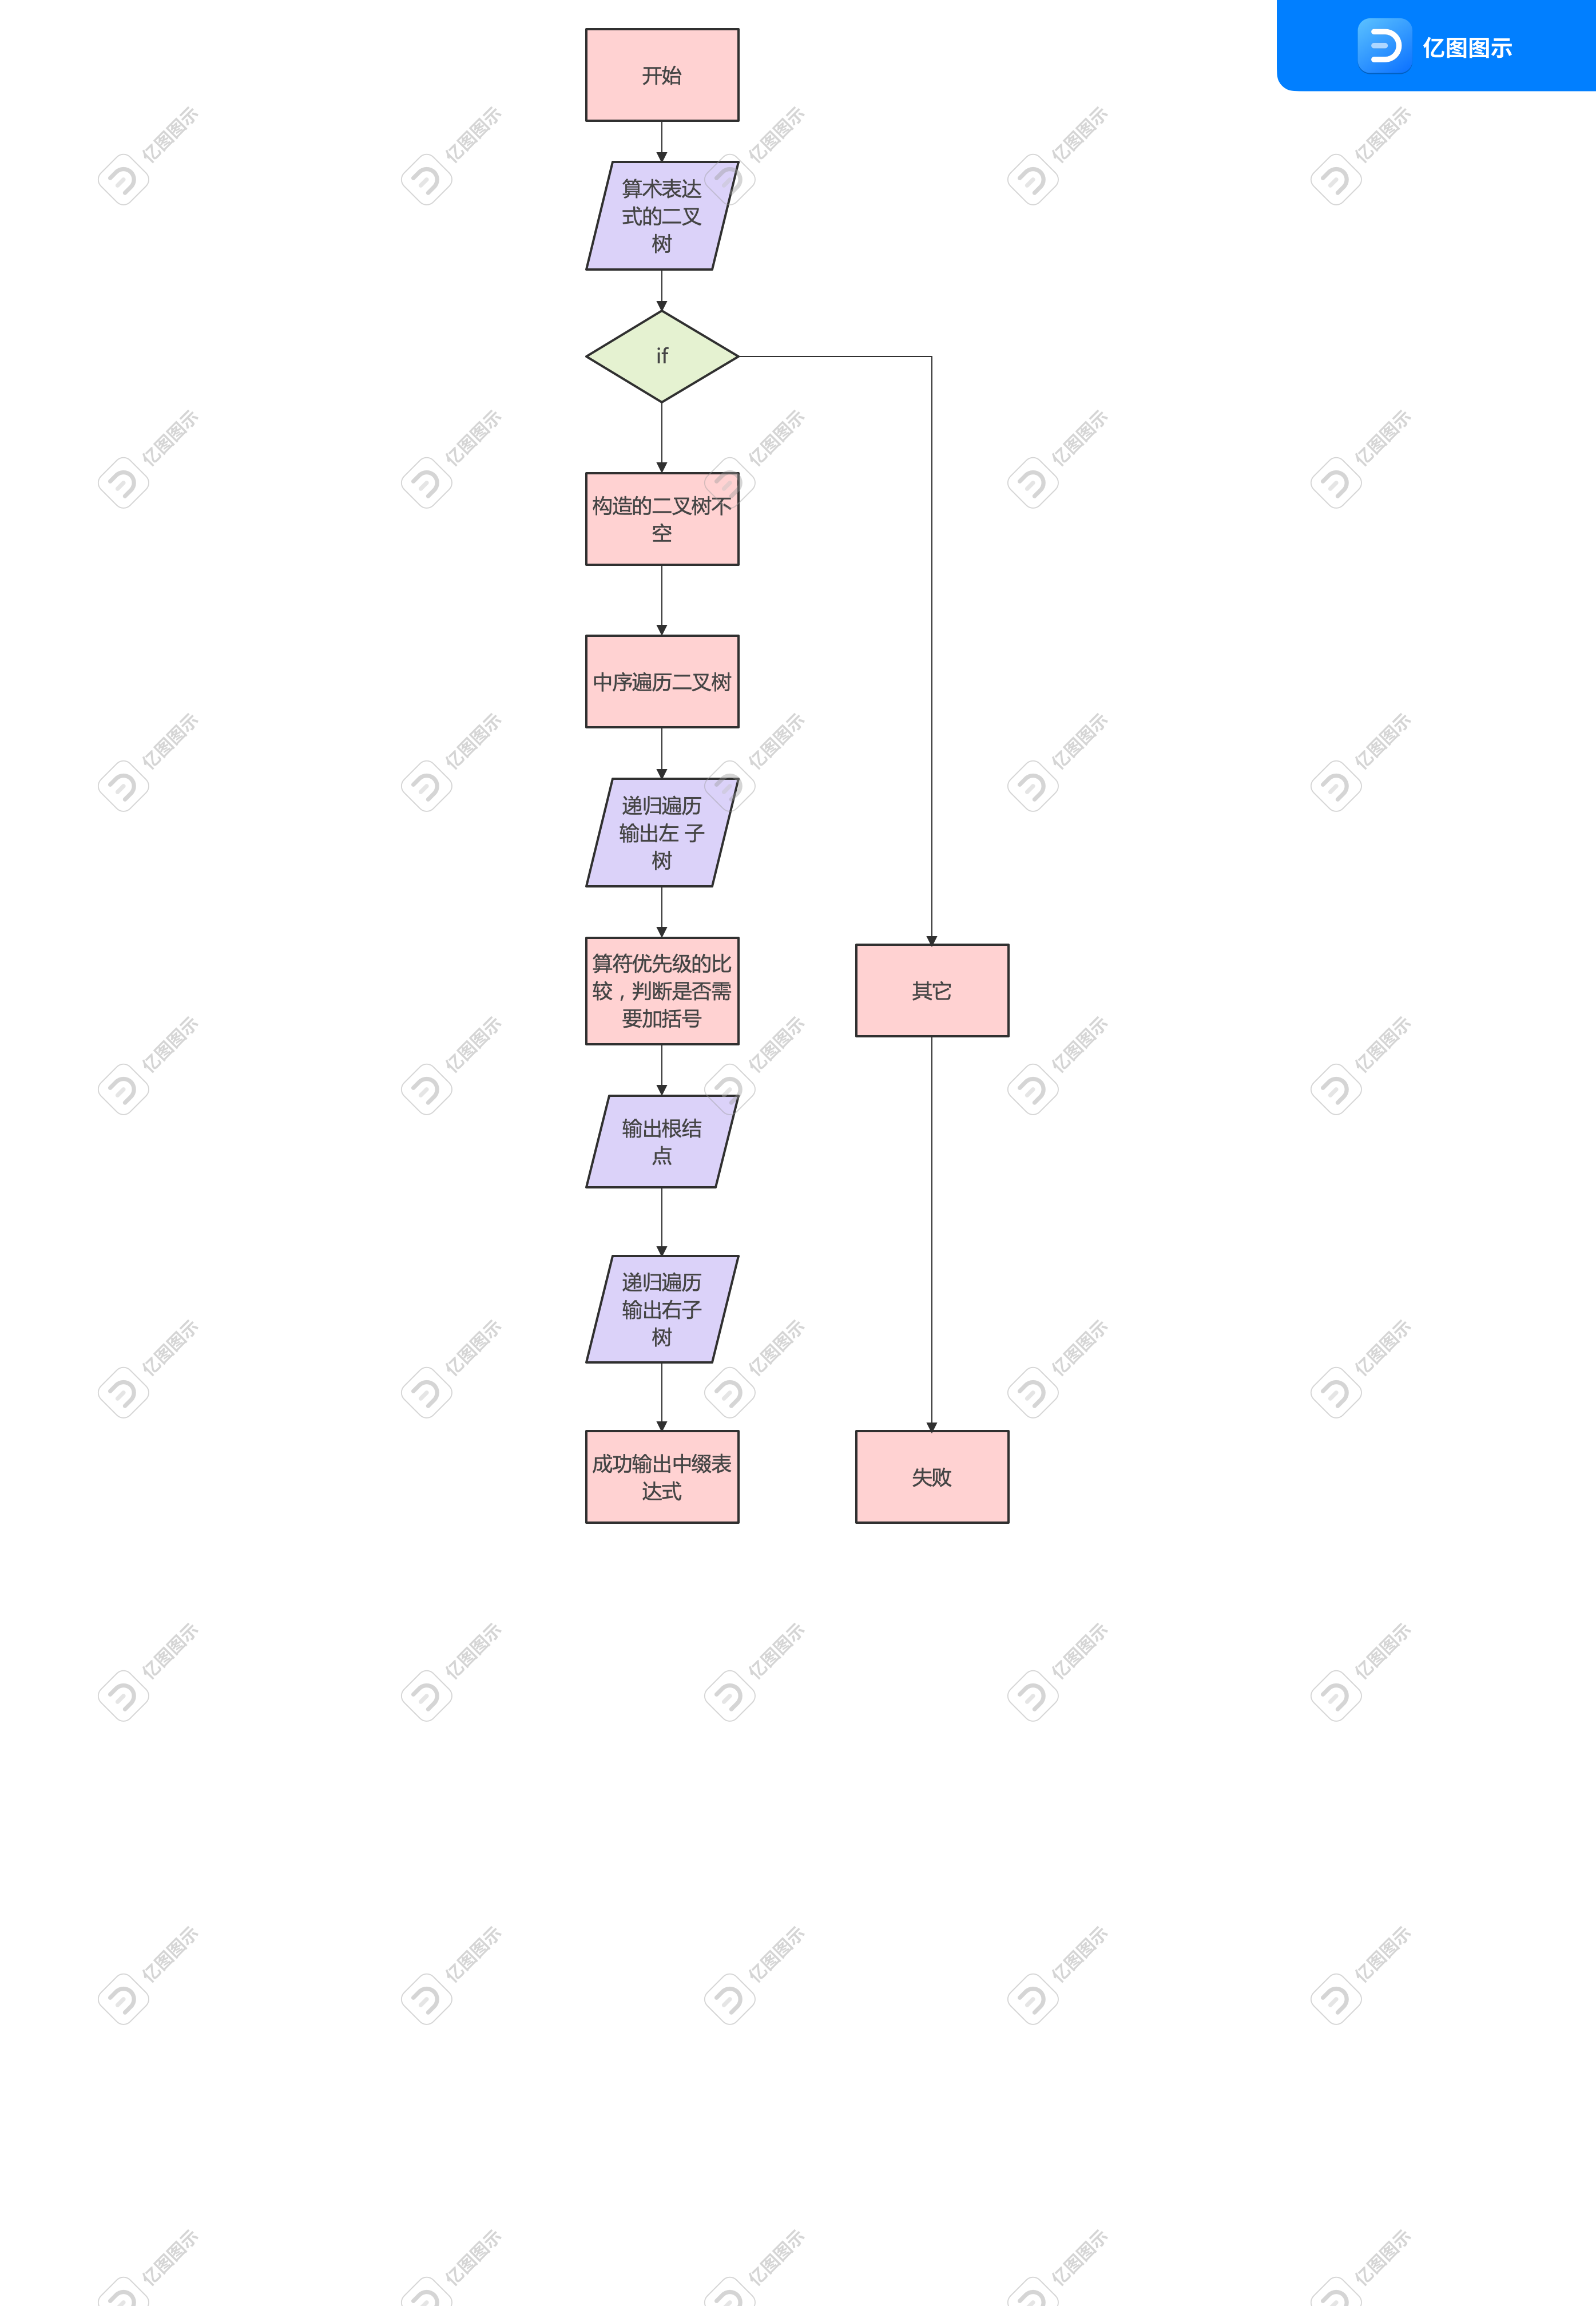 亿图图示
开始
算术表达
式的二叉
树
if
构造的二叉树不
空
中序遍历二叉树
递归遍历
输出左 子
树
算符优先级的比
较，判断是否需
要加括号
其它
输出根结
点
递归遍历
输出右子
树
成功输出中缀表
达式
失败